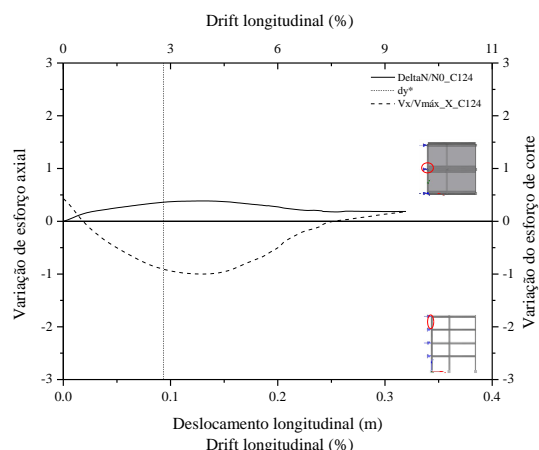 Drift longitudinal (%)
0 3 6 8 11
DeltaN/N0_C124
dy*
Vx/Vmáx_X_C124
Variação de esforço axial
3 2 1 0 -1 -2 -3
3 2 1 0 -1 -2 -3
Variação do esforço de corte
0.0 0.1 0.2 0.3 0.4
Deslocamento longitudinal (m)
Drift longitudinal (%)